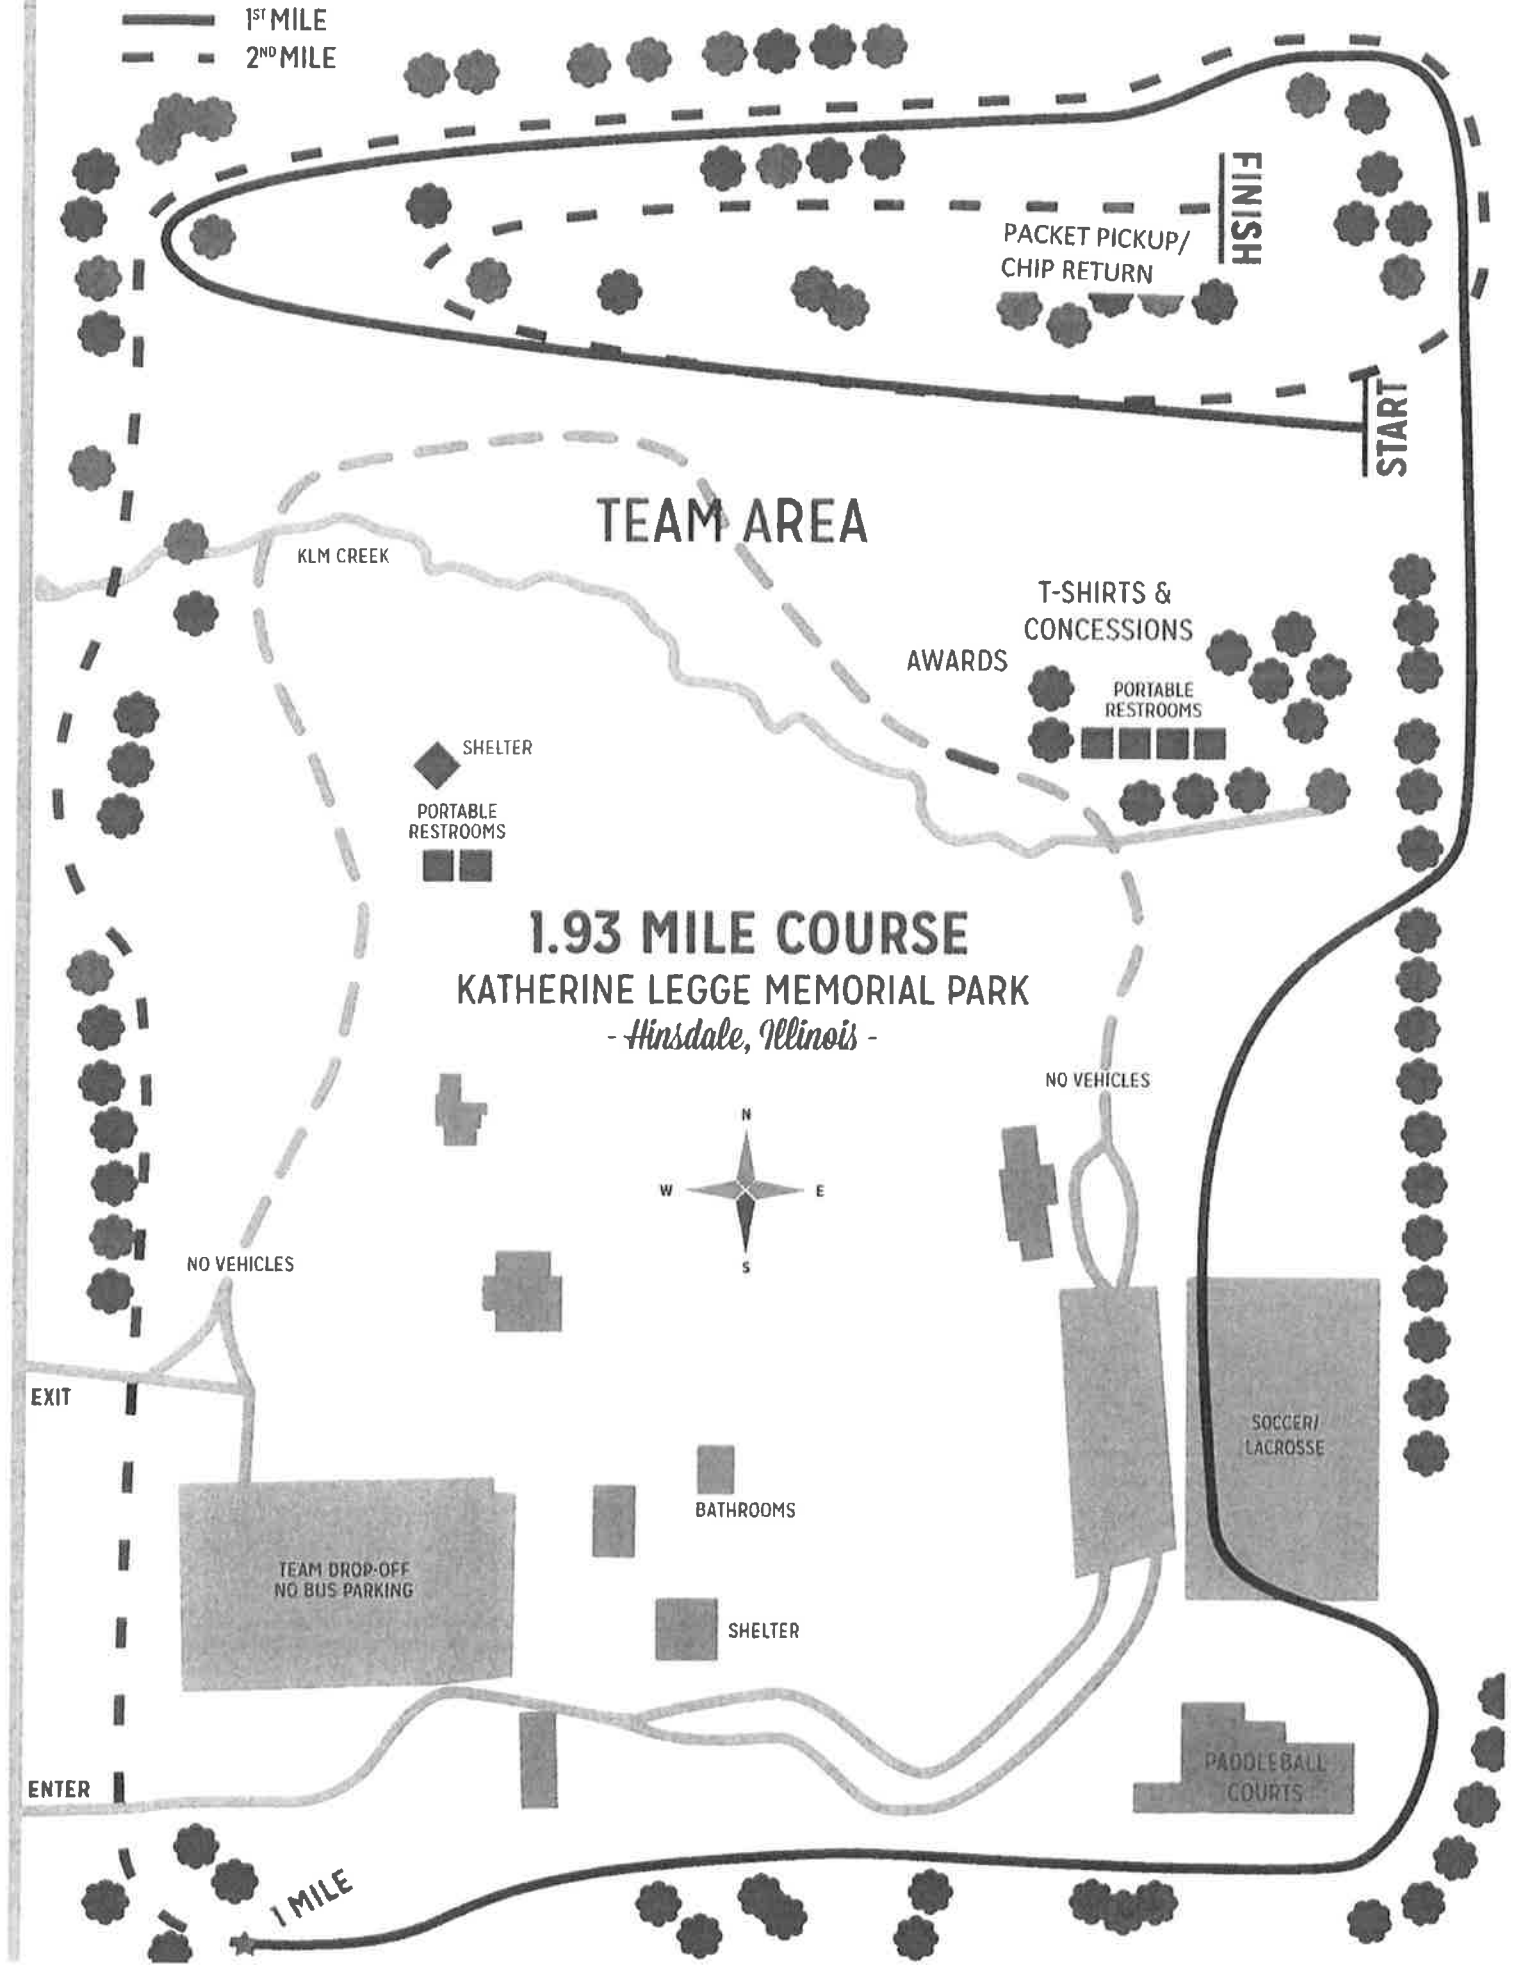 1ST MILE
2ND MILE
FINISH
PACKET PICKUP/
CHIP RETURN
START
TEAM AREA
KLM CREEK
T-SHIRTS &
CONCESSIONS
AWARDS
PORTABLE
RESTROOMS
SHELTER
PORTABLE
RESTROOMS
1.93 MILE COURSE
KATHERINE LEGGE MEMORIAL PARK
- Hinsdale, Illinois -
NO VEHICLES
N
W
E
S
NO VEHICLES
EXIT
SOCCER/
LACROSSE
BATHROOMS
TEAM DROP-OFF
NO BUS PARKING
SHELTER
PADDLEBALL
COURTS
ENTER
1 MILE